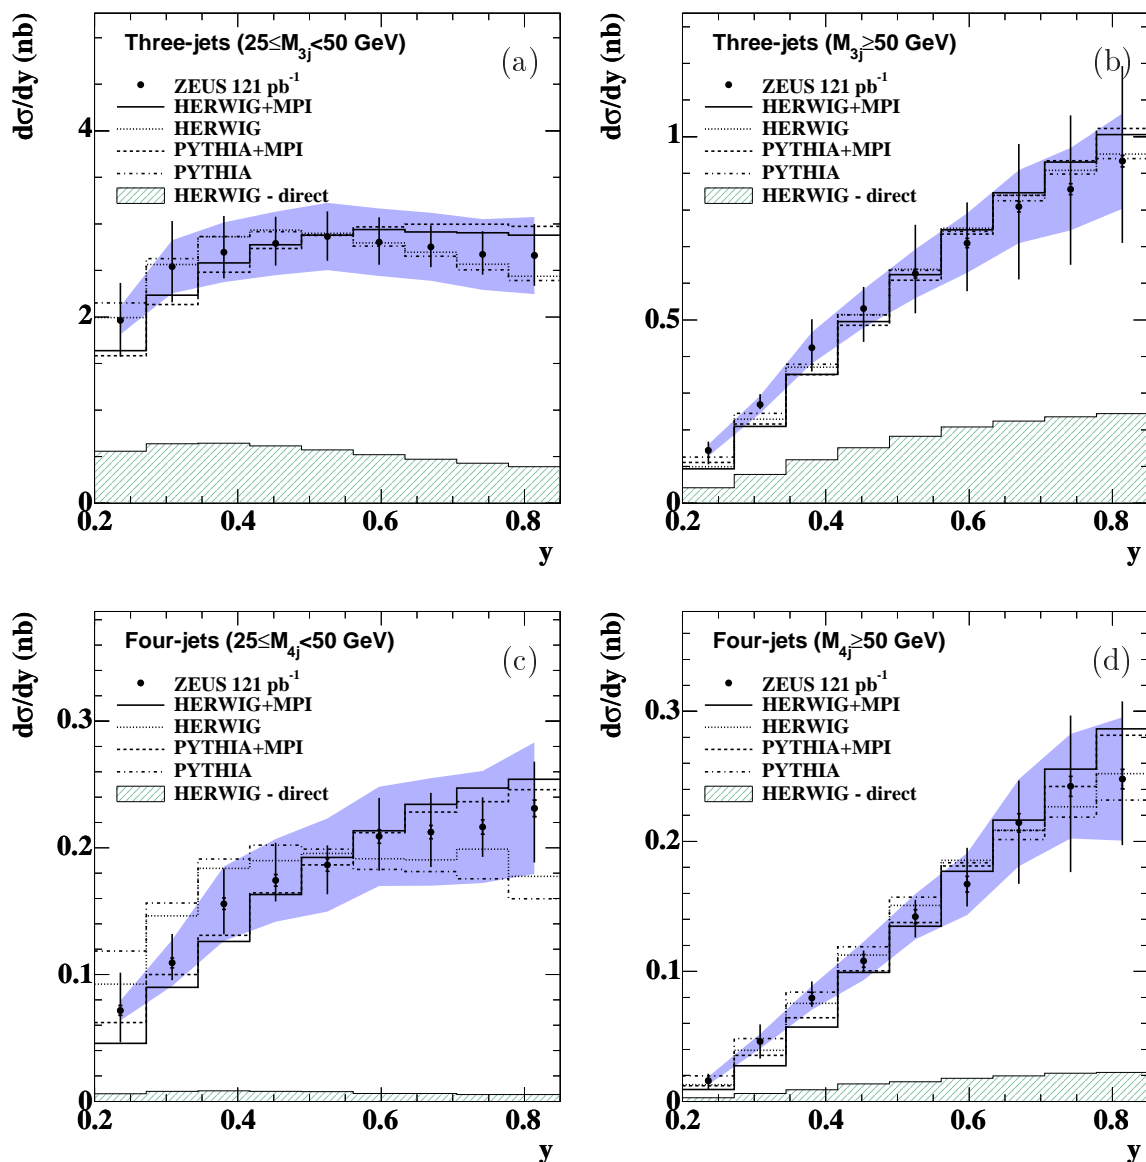 dσ/dy (nb)
Three-jets (25≤M3j<50 GeV)
(a)
ZEUS 121 pb-1
HERWIG+MPI
HERWIG
PYTHIA+MPI
PYTHIA
HERWIG - direct
4
2
0
0.2 0.4 0.6 0.8
y
dσ/dy (nb)
Three-jets (M3j≥50 GeV)
(b)
ZEUS 121 pb-1
HERWIG+MPI
HERWIG
PYTHIA+MPI
PYTHIA
HERWIG - direct
1
0.5
0
0.2 0.4 0.6 0.8
y
dσ/dy (nb)
Four-jets (25≤M4j<50 GeV)
(c)
ZEUS 121 pb-1
HERWIG+MPI
HERWIG
PYTHIA+MPI
PYTHIA
HERWIG - direct
0.3
0.2
0.1
0
0.2 0.4 0.6 0.8
y
dσ/dy (nb)
Four-jets (M4j≥50 GeV)
(d)
ZEUS 121 pb-1
HERWIG+MPI
HERWIG
PYTHIA+MPI
PYTHIA
HERWIG - direct
0.3
0.2
0.1
0
0.2 0.4 0.6 0.8
y